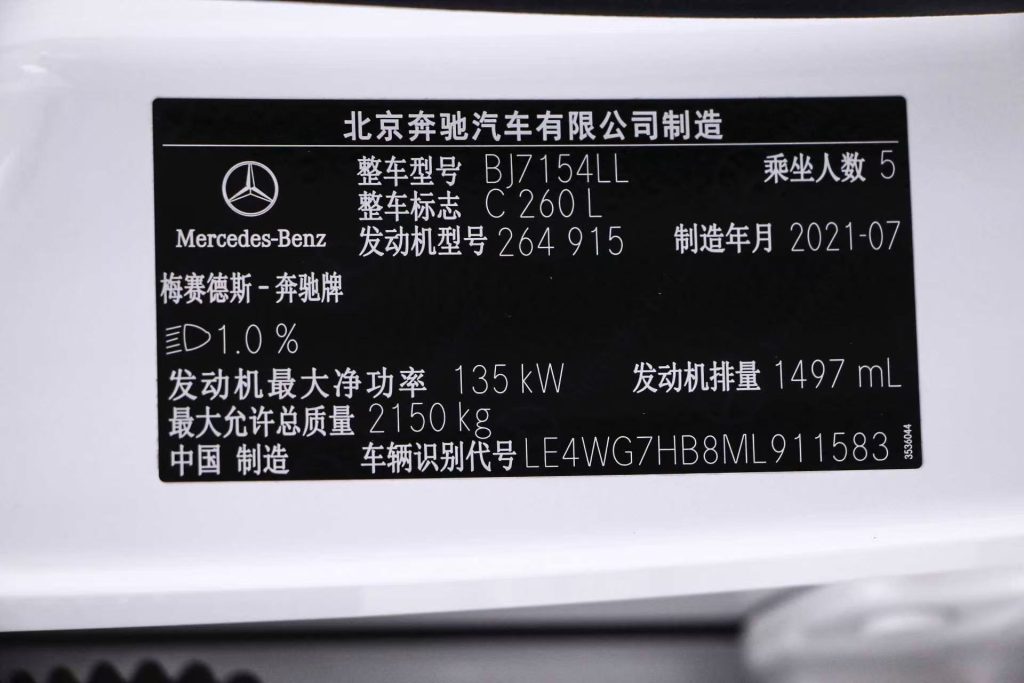 北京奔驰汽车有限公司制造
整车型号 BJ7154LL 乘坐人数 5
整车标志 C 260 L
Mercedes-Benz
发动机型号 264 915 制造年月 2021-07
梅赛德斯-奔驰牌
1.0 %
发动机最大净功率 135 kW 发动机排量 1497 mL
最大允许总质量 2150 kg
中国 制造 车辆识别代号 LE4WG7HB8ML911583
3536044